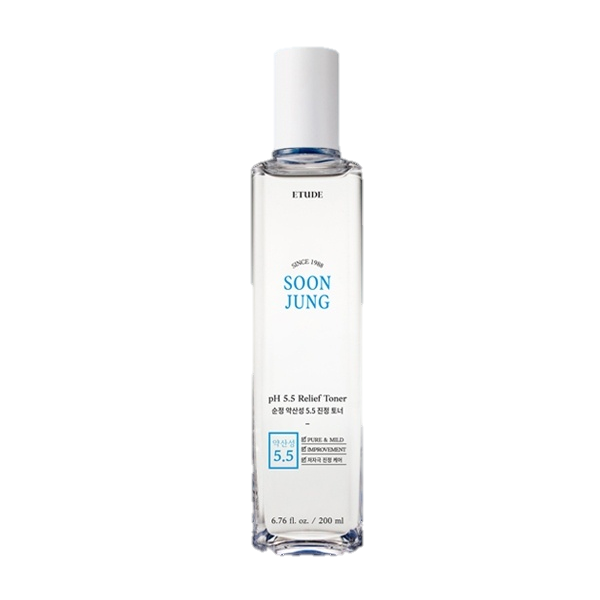 ETUDE
SINCE 1988
SOON
JUNG
pH 5.5 Relief Toner
순정 약산성 5.5 진정 토너
-
약산성
5.5
PURE & MILD
IMPROVEMENT
저자극 진정 케어
6.76 fl. oz. / 200 ml